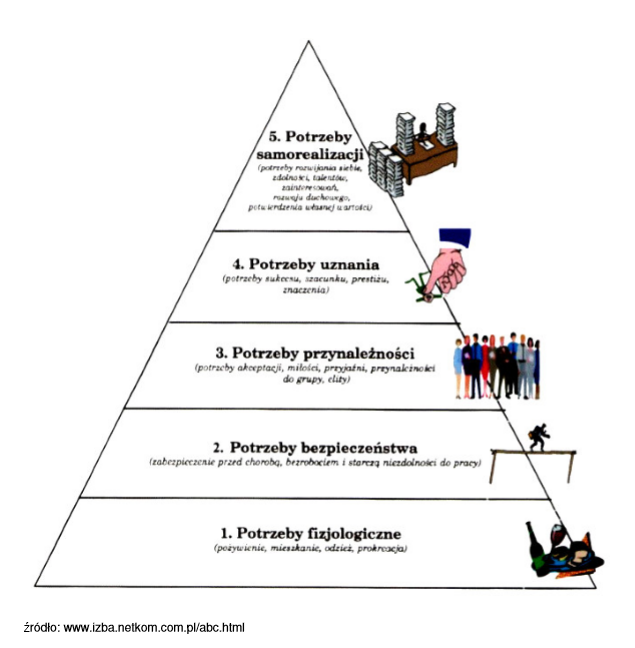 5. Potrzeby
samorealizacji
(potrzeby rozwijania siebie,
zdolności, talentów,
zainteresowań,
rozwoju duchowego,
potwierdzenia własnej wartości)
4. Potrzeby uznania
(potrzeby sukcesu, szacunku, prestiżu,
znaczenia)
3. Potrzeby przynależności
(potrzeby akceptacji, miłości, przyjaźni, przynależności
do grupy, elity)
2. Potrzeby bezpieczeństwa
(zabezpieczenie przed chorobą, bezrobociem i starczą niezdolności do pracy)
1. Potrzeby fizjologiczne
(pożywienie, mieszkanie, odzież, prokreacja)
źródło: www.izba.netkom.com.pl/abc.html